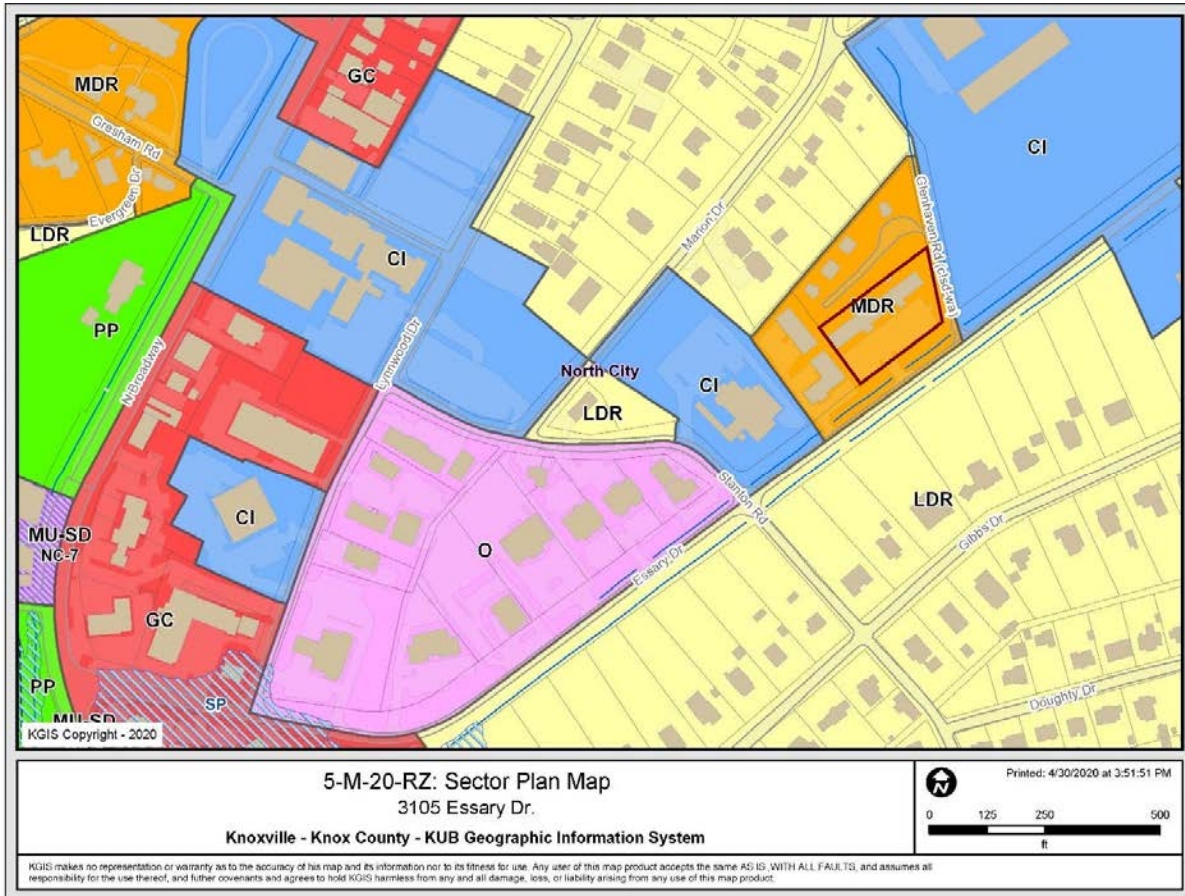 MDR
GC
CI
Gresham Rd
Evergreen Dr
LDR
PP
CI
N Broadway
Lynnwood Dr
Marion Dr
Glenhaven Rd (clsd-wa)
MDR
North City
LDR
CI
Stanton Rd
LDR
Gibbs Dr
CI
MU-SD
NC-7
O
Essary Dr
GC
Doughty Dr
PP
SP
MU-SD
KGIS Copyright - 2020
5-M-20-RZ: Sector Plan Map
3105 Essary Dr.
Knoxville - Knox County - KUB Geographic Information System
N
Printed: 4/30/2020 at 3:51:51 PM
0 125 250 500
ft
KGIS makes no representation or warranty as to the accuracy of his map and its information nor to its fitness for use. Any user of this map product accepts the same AS IS, WITH ALL FAULTS, and assumes all
responsibility for the use thereof, and futher covenants and agrees to hold KGIS harmless from any and all damage, loss, or liability arising from any use of this map product.